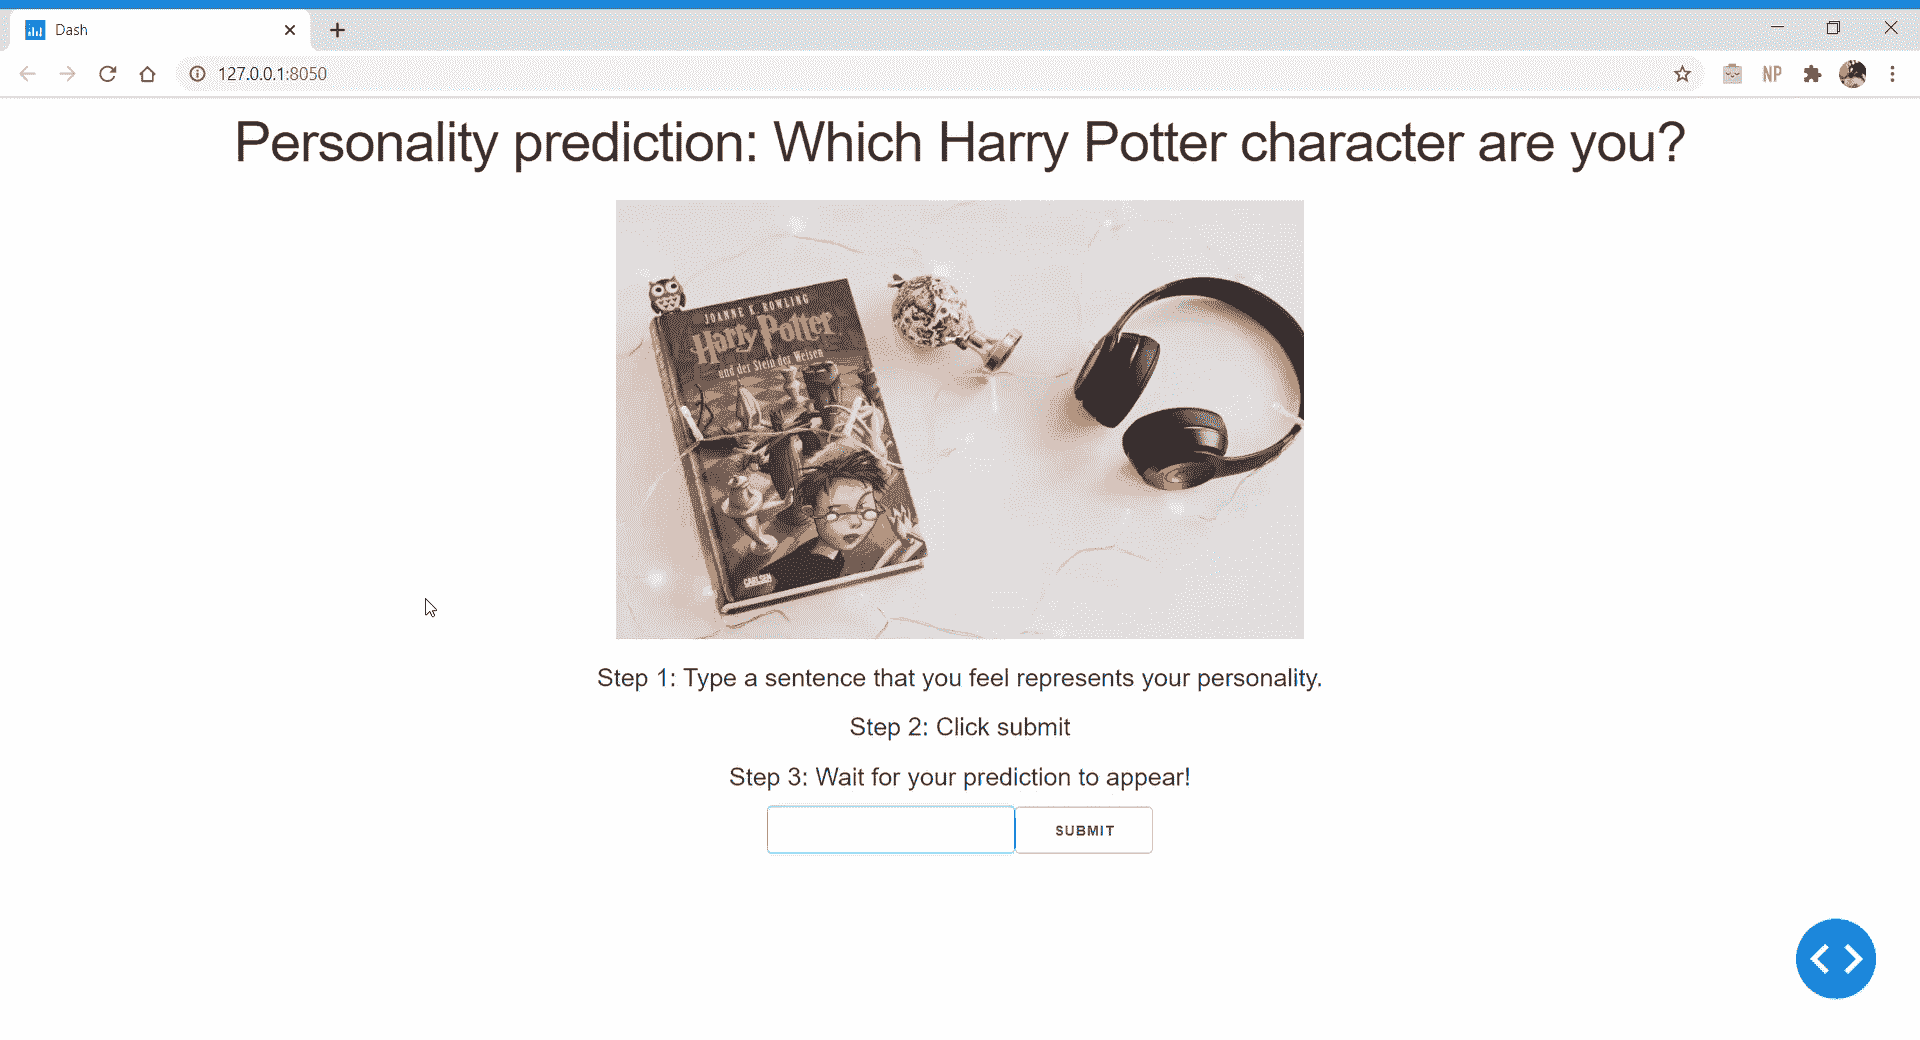 Dash
127.0.0.1:8050
NP
Personality prediction: Which Harry Potter character are you?
JOANNE K. ROWLING
Harry Potter
und der Stein der Weisen
CARLSEN
Step 1: Type a sentence that you feel represents your personality.
Step 2: Click submit
Step 3: Wait for your prediction to appear!
SUBMIT